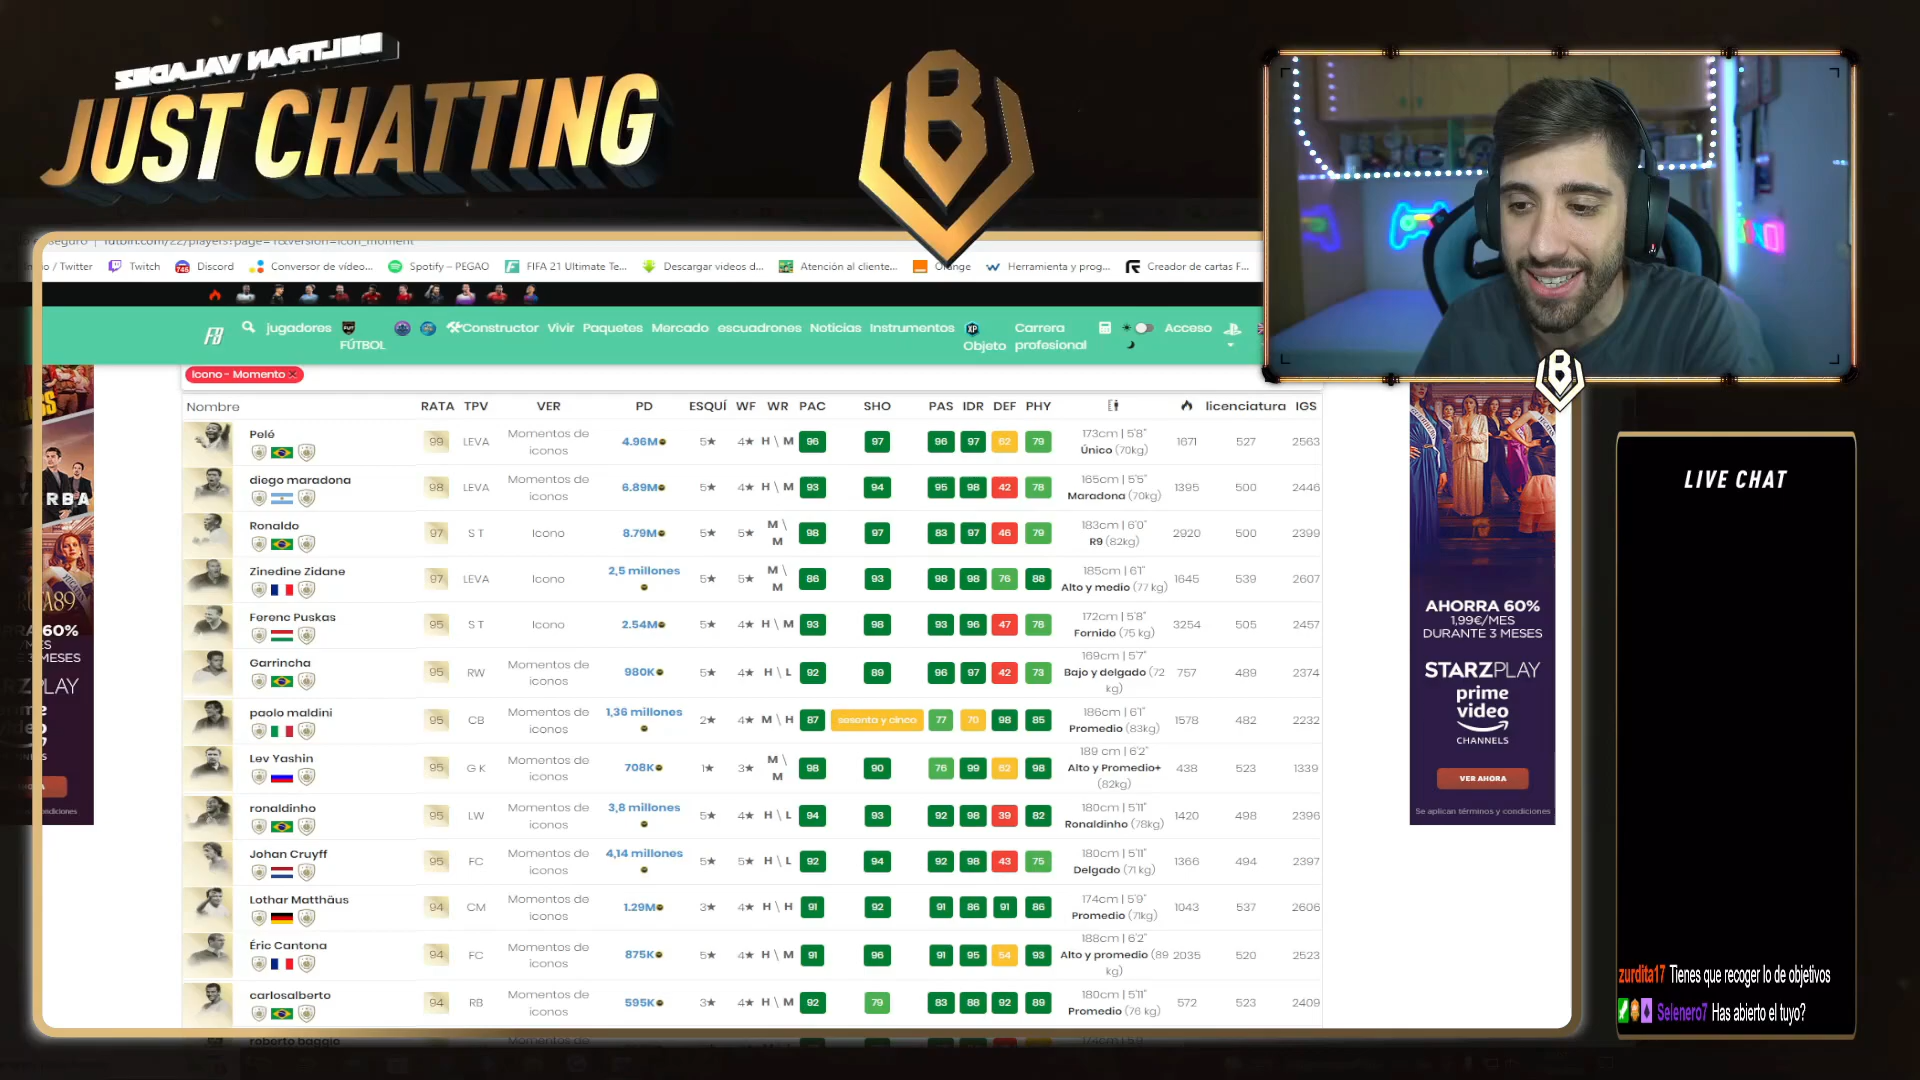 BELTRAN VALADEZ
JUST CHATTING
B
seguro | futbin.com/22/players?page=1&version=icon_moment
/ Twitter Twitch Discord Conversor de vídeo... Spotify – PEGAO FIFA 21 Ultimate Te... Descargar videos d... Atención al cliente... Orange Herramienta y prog... Creador de cartas F...
FB jugadores FÚTBOL Constructor Vivir Paquetes Mercado escuadrones Noticias Instrumentos Objeto Carrera profesional Acceso
Icono - Momento ×
Nombre RATA TPV VER PD ESQUÍ WF WR PAC SHO PAS IDR DEF PHY licenciatura IGS
Pelé 99 LEVA Momentos de iconos 4.96M 5★ 4★ H \ M 96 97 96 97 62 79 173cm | 5'8" Único (70kg) 1671 527 2563
diego maradona 98 LEVA Momentos de iconos 6.89M 5★ 4★ H \ M 93 94 95 98 42 78 165cm | 5'5" Maradona (70kg) 1395 500 2446
Ronaldo 97 S T Icono 8.79M 5★ 5★ M \ M 98 97 83 97 46 79 183cm | 6'0" R9 (82kg) 2920 500 2399
Zinedine Zidane 97 LEVA Icono 2,5 millones 5★ 5★ M \ M 86 93 98 98 76 88 185cm | 6'1" Alto y medio (77 kg) 1645 539 2607
Ferenc Puskas 95 S T Icono 2.54M 5★ 4★ H \ M 93 98 93 96 47 78 172cm | 5'8" Fornido (75 kg) 3254 505 2457
Garrincha 95 RW Momentos de iconos 980K 5★ 4★ H \ L 92 89 96 97 42 73 169cm | 5'7" Bajo y delgado (72 kg) 757 489 2374
paolo maldini 95 CB Momentos de iconos 1,36 millones 2★ 4★ M \ H 87 sesenta y cinco 77 70 98 85 186cm | 6'1" Promedio (83kg) 1578 482 2232
Lev Yashin 95 G K Momentos de iconos 708K 1★ 3★ M \ M 98 90 76 99 62 98 189 cm | 6'2" Alto y Promedio+ (82kg) 438 523 1339
ronaldinho 95 LW Momentos de iconos 3,8 millones 5★ 4★ H \ L 94 93 92 98 39 82 180cm | 5'11" Ronaldinho (78kg) 1420 498 2396
Johan Cruyff 95 FC Momentos de iconos 4,14 millones 5★ 5★ H \ L 92 94 92 98 43 75 180cm | 5'11" Delgado (71 kg) 1366 494 2397
Lothar Matthäus 94 CM Momentos de iconos 1.29M 3★ 4★ H \ H 91 92 91 86 91 86 174cm | 5'9" Promedio (71kg) 1043 537 2606
Éric Cantona 94 FC Momentos de iconos 875K 5★ 4★ H \ M 91 96 91 95 54 93 188cm | 6'2" Alto y promedio (89 kg) 2035 520 2523
carlosalberto 94 RB Momentos de iconos 595K 3★ 4★ H \ M 92 79 83 88 92 89 180cm | 5'11" Promedio (76 kg) 572 523 2409
roberto baggio
AHORRA 60%
1,99€/MES
DURANTE 3 MESES
STARZPLAY
prime
video
CHANNELS
VER AHORA
Se aplican términos y condiciones
LIVE CHAT
zurdita17 Tienes que recoger lo de objetivos
Selenero7 Has abierto el tuyo?